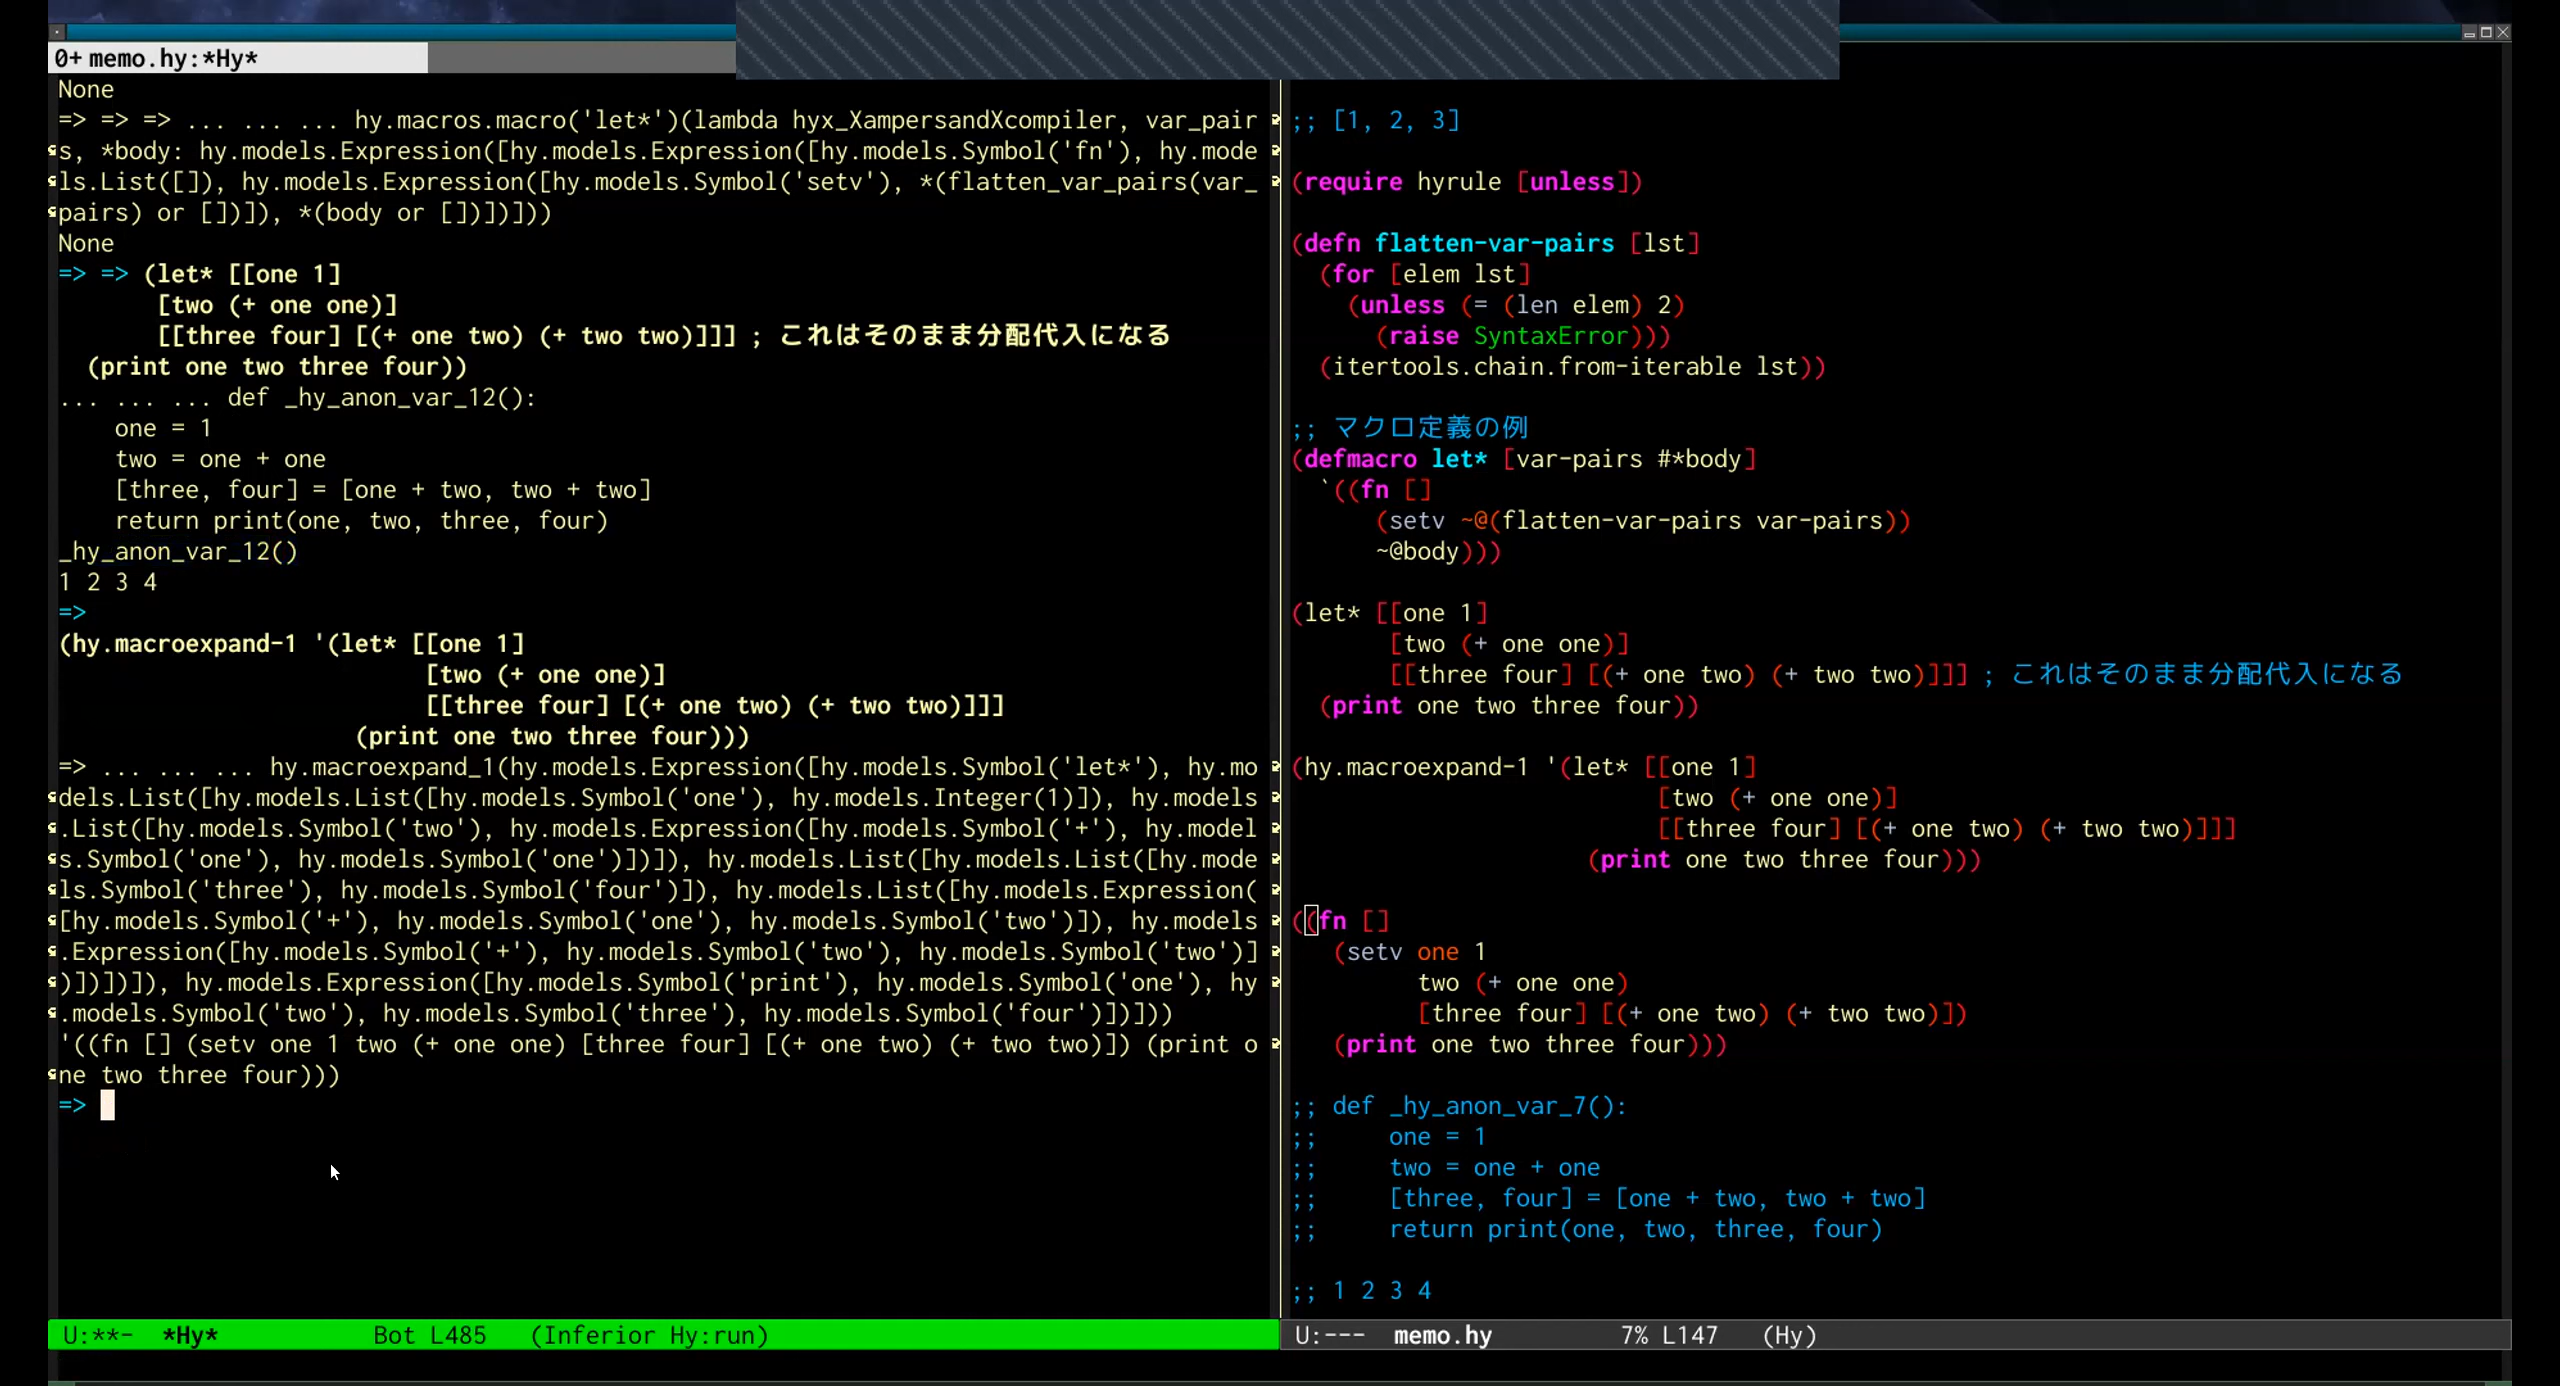 0+ memo.hy:*Hy*
None
=> => => ... ... ... hy.macros.macro('let*')(lambda hyx_XampersandXcompiler, var_pair
s, *body: hy.models.Expression([hy.models.Expression([hy.models.Symbol('fn'), hy.mode
ls.List([]), hy.models.Expression([hy.models.Symbol('setv'), *(flatten_var_pairs(var_
pairs) or [])]), *(body or [])])]))
None
=> => (let* [[one 1]
[two (+ one one)]
[[three four] [(+ one two) (+ two two)]]] ; これはそのまま分配代入になる
(print one two three four))
... ... ... def _hy_anon_var_12():
one = 1
two = one + one
[three, four] = [one + two, two + two]
return print(one, two, three, four)
_hy_anon_var_12()
1 2 3 4
=>
(hy.macroexpand-1 '(let* [[one 1]
[two (+ one one)]
[[three four] [(+ one two) (+ two two)]]]
(print one two three four)))
=> ... ... ... hy.macroexpand_1(hy.models.Expression([hy.models.Symbol('let*'), hy.mo
dels.List([hy.models.List([hy.models.Symbol('one'), hy.models.Integer(1)]), hy.models
.List([hy.models.Symbol('two'), hy.models.Expression([hy.models.Symbol('+'), hy.model
s.Symbol('one'), hy.models.Symbol('one')])]), hy.models.List([hy.models.List([hy.mode
ls.Symbol('three'), hy.models.Symbol('four')]), hy.models.List([hy.models.Expression(
[hy.models.Symbol('+'), hy.models.Symbol('one'), hy.models.Symbol('two')]), hy.models
.Expression([hy.models.Symbol('+'), hy.models.Symbol('two'), hy.models.Symbol('two')]
)])])]), hy.models.Expression([hy.models.Symbol('print'), hy.models.Symbol('one'), hy
.models.Symbol('two'), hy.models.Symbol('three'), hy.models.Symbol('four')])]))
'((fn [] (setv one 1 two (+ one one) [three four] [(+ one two) (+ two two)]) (print o
ne two three four)))
=>
U:**-  *Hy*  Bot L485  (Inferior Hy:run)
;; [1, 2, 3]
(require hyrule [unless])
(defn flatten-var-pairs [lst]
(for [elem lst]
(unless (= (len elem) 2)
(raise SyntaxError)))
(itertools.chain.from-iterable lst))
;; マクロ定義の例
(defmacro let* [var-pairs #*body]
`((fn []
(setv ~@(flatten-var-pairs var-pairs))
~@body)))
(let* [[one 1]
[two (+ one one)]
[[three four] [(+ one two) (+ two two)]]] ; これはそのまま分配代入になる
(print one two three four))
(hy.macroexpand-1 '(let* [[one 1]
[two (+ one one)]
[[three four] [(+ one two) (+ two two)]]]
(print one two three four)))
((fn []
(setv one 1
two (+ one one)
[three four] [(+ one two) (+ two two)])
(print one two three four)))
;; def _hy_anon_var_7():
;; one = 1
;; two = one + one
;; [three, four] = [one + two, two + two]
;; return print(one, two, three, four)
;; 1 2 3 4
U:---  memo.hy  7% L147  (Hy)